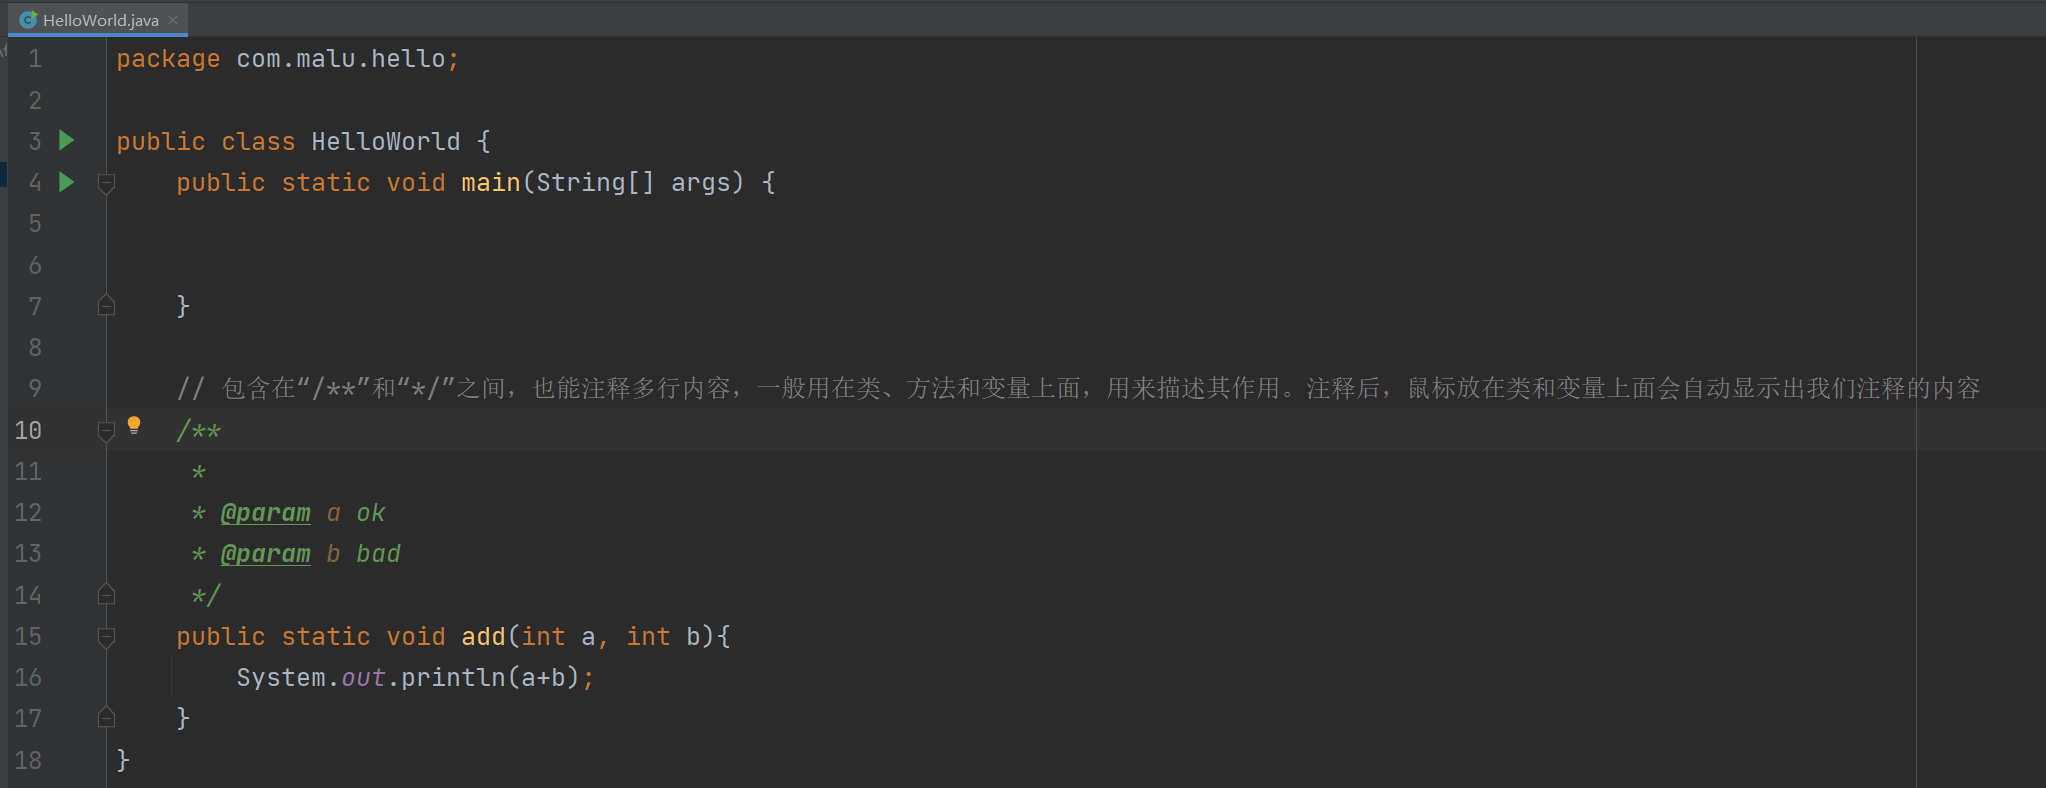 HelloWorld.java
1 package com.malu.hello;
2
3 public class HelloWorld {
4 public static void main(String[] args) {
5
6
7 }
8
9 // 包含在“/**”和“*/”之间，也能注释多行内容，一般用在类、方法和变量上面，用来描述其作用。注释后，鼠标放在类和变量上面会自动显示出我们注释的内容
10 /**
11 *
12 * @param a ok
13 * @param b bad
14 */
15 public static void add(int a, int b){
16 System.out.println(a+b);
17 }
18 }